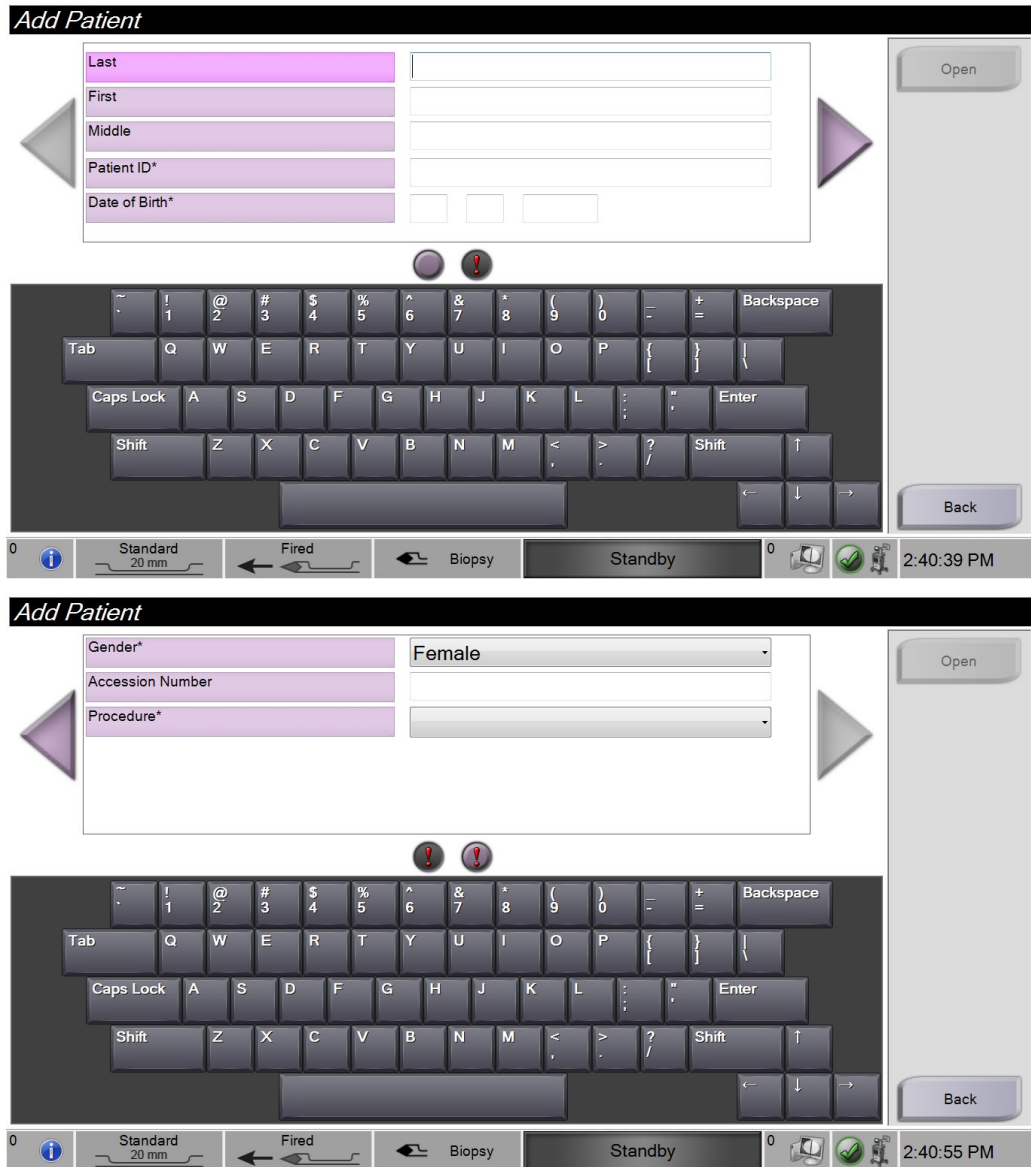 Add Patient
Last
First
Middle
Patient ID*
Date of Birth*
Open
~ ! @ # $ % ^ & * ( ) _ + Backspace
` 1 2 3 4 5 6 7 8 9 0 - =
Tab Q W E R T Y U I O P { } |
[ ] \
Caps Lock A S D F G H J K L : " Enter
; '
Shift Z X C V B N M < > ? Shift ↑
, . /
← ↓ →
Back
0 Standard Fired Biopsy Standby 0 2:40:39 PM
20 mm
Add Patient
Gender* Female
Accession Number
Procedure*
Open
~ ! @ # $ % ^ & * ( ) _ + Backspace
` 1 2 3 4 5 6 7 8 9 0 - =
Tab Q W E R T Y U I O P { } |
[ ] \
Caps Lock A S D F G H J K L : " Enter
; '
Shift Z X C V B N M < > ? Shift ↑
, . /
← ↓ →
Back
0 Standard Fired Biopsy Standby 0 2:40:55 PM
20 mm